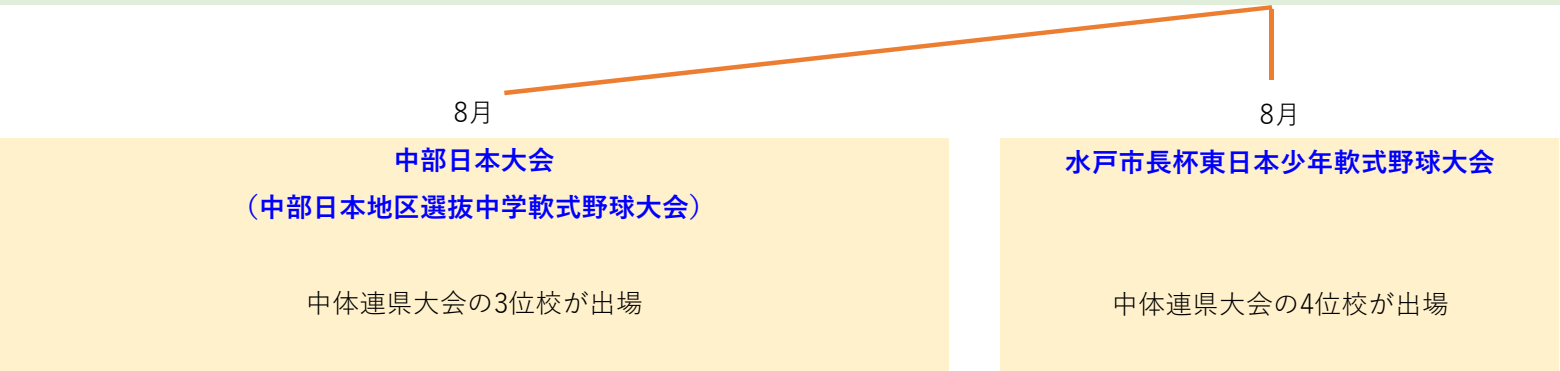 8月
中部日本大会
（中部日本地区選抜中学軟式野球大会）
中体連県大会の3位校が出場
8月
水戸市長杯東日本少年軟式野球大会
中体連県大会の4位校が出場